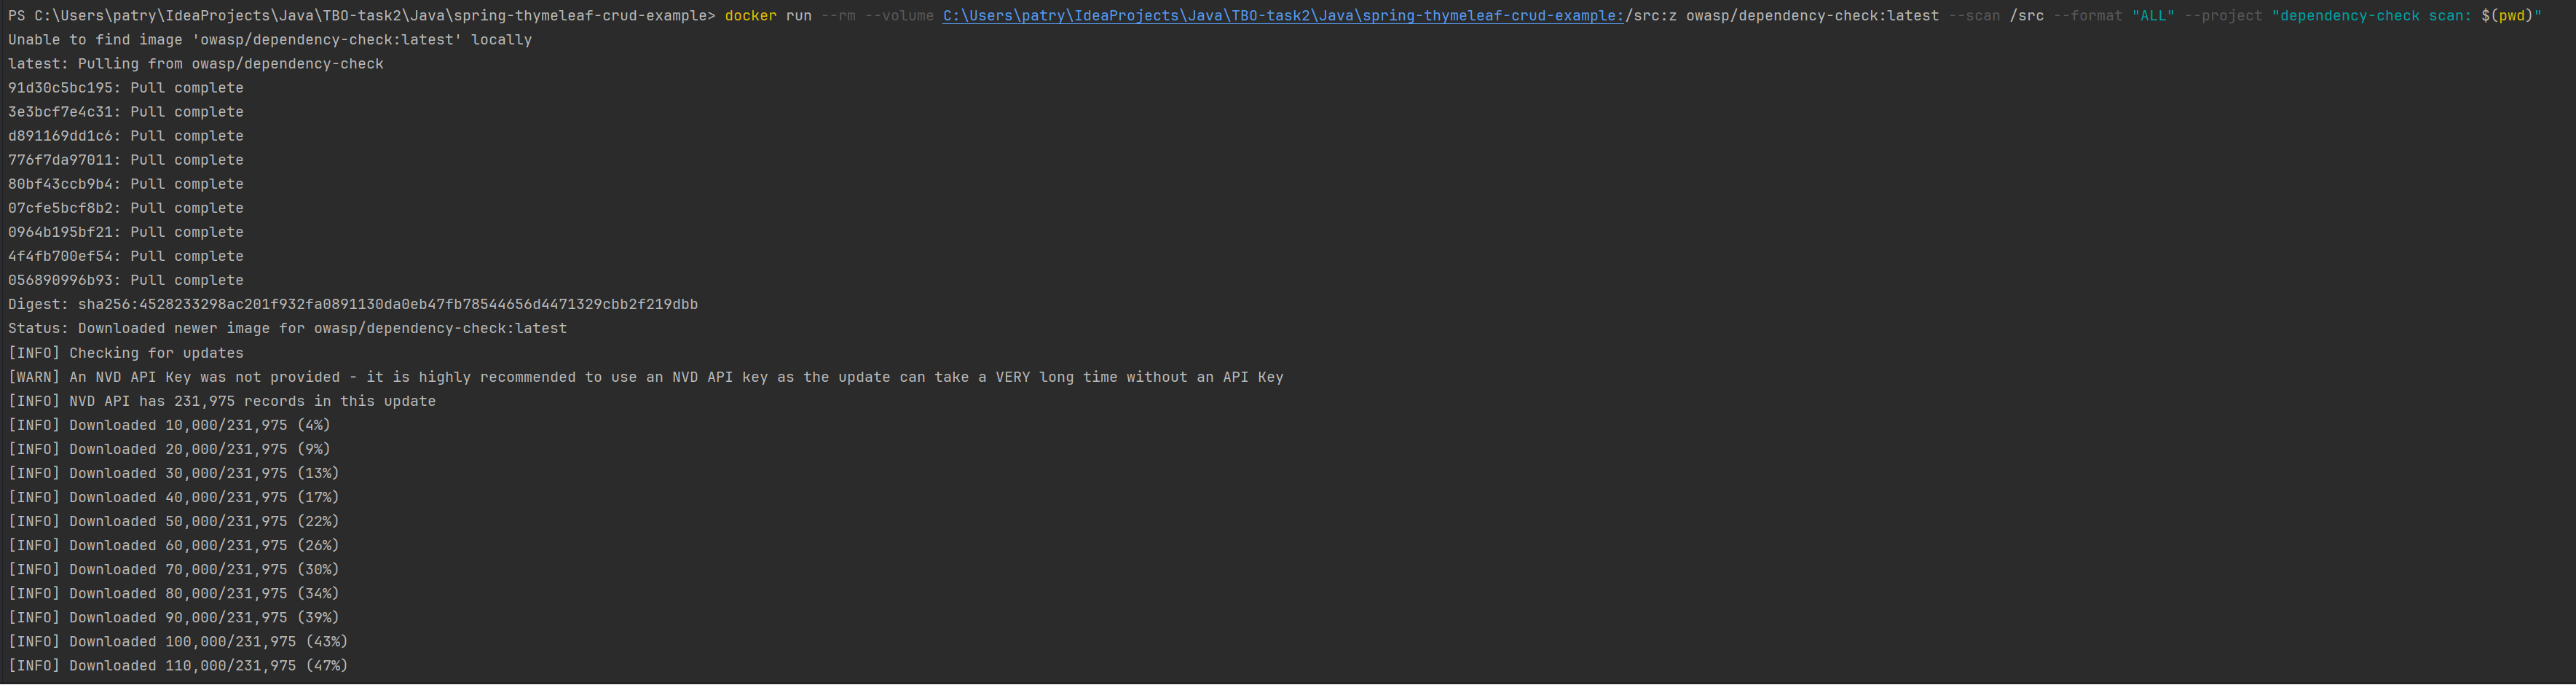 PS C:\Users\patry\IdeaProjects\Java\TBO-task2\Java\spring-thymeleaf-crud-example> docker run --rm --volume C:\Users\patry\IdeaProjects\Java\TBO-task2\Java\spring-thymeleaf-crud-example:/src:z owasp/dependency-check:latest --scan /src --format "ALL" --project "dependency-check scan: $(pwd)"
Unable to find image 'owasp/dependency-check:latest' locally
latest: Pulling from owasp/dependency-check
91d30c5bc195: Pull complete
3e3bcf7e4c31: Pull complete
d891169dd1c6: Pull complete
776f7da97011: Pull complete
80bf43ccb9b4: Pull complete
07cfe5bcf8b2: Pull complete
0964b195bf21: Pull complete
4f4fb700ef54: Pull complete
056890996b93: Pull complete
Digest: sha256:4528233298ac201f932fa0891130da0eb47fb78544656d4471329cbb2f219dbb
Status: Downloaded newer image for owasp/dependency-check:latest
[INFO] Checking for updates
[WARN] An NVD API Key was not provided - it is highly recommended to use an NVD API key as the update can take a VERY long time without an API Key
[INFO] NVD API has 231,975 records in this update
[INFO] Downloaded 10,000/231,975 (4%)
[INFO] Downloaded 20,000/231,975 (9%)
[INFO] Downloaded 30,000/231,975 (13%)
[INFO] Downloaded 40,000/231,975 (17%)
[INFO] Downloaded 50,000/231,975 (22%)
[INFO] Downloaded 60,000/231,975 (26%)
[INFO] Downloaded 70,000/231,975 (30%)
[INFO] Downloaded 80,000/231,975 (34%)
[INFO] Downloaded 90,000/231,975 (39%)
[INFO] Downloaded 100,000/231,975 (43%)
[INFO] Downloaded 110,000/231,975 (47%)